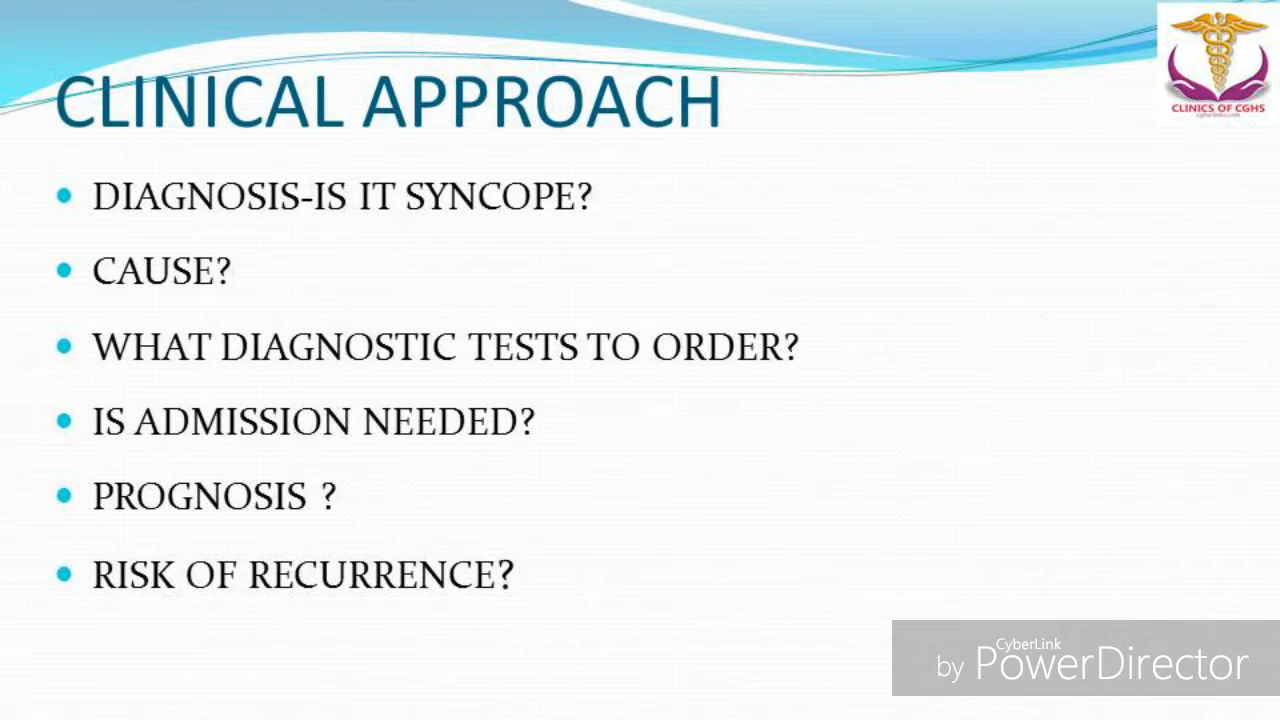 CLINICAL APPROACH
CLINICS OF CGHS
DIAGNOSIS-IS IT SYNCOPE?
CAUSE?
WHAT DIAGNOSTIC TESTS TO ORDER?
IS ADMISSION NEEDED?
PROGNOSIS ?
RISK OF RECURRENCE?
CyberLink
by PowerDirector